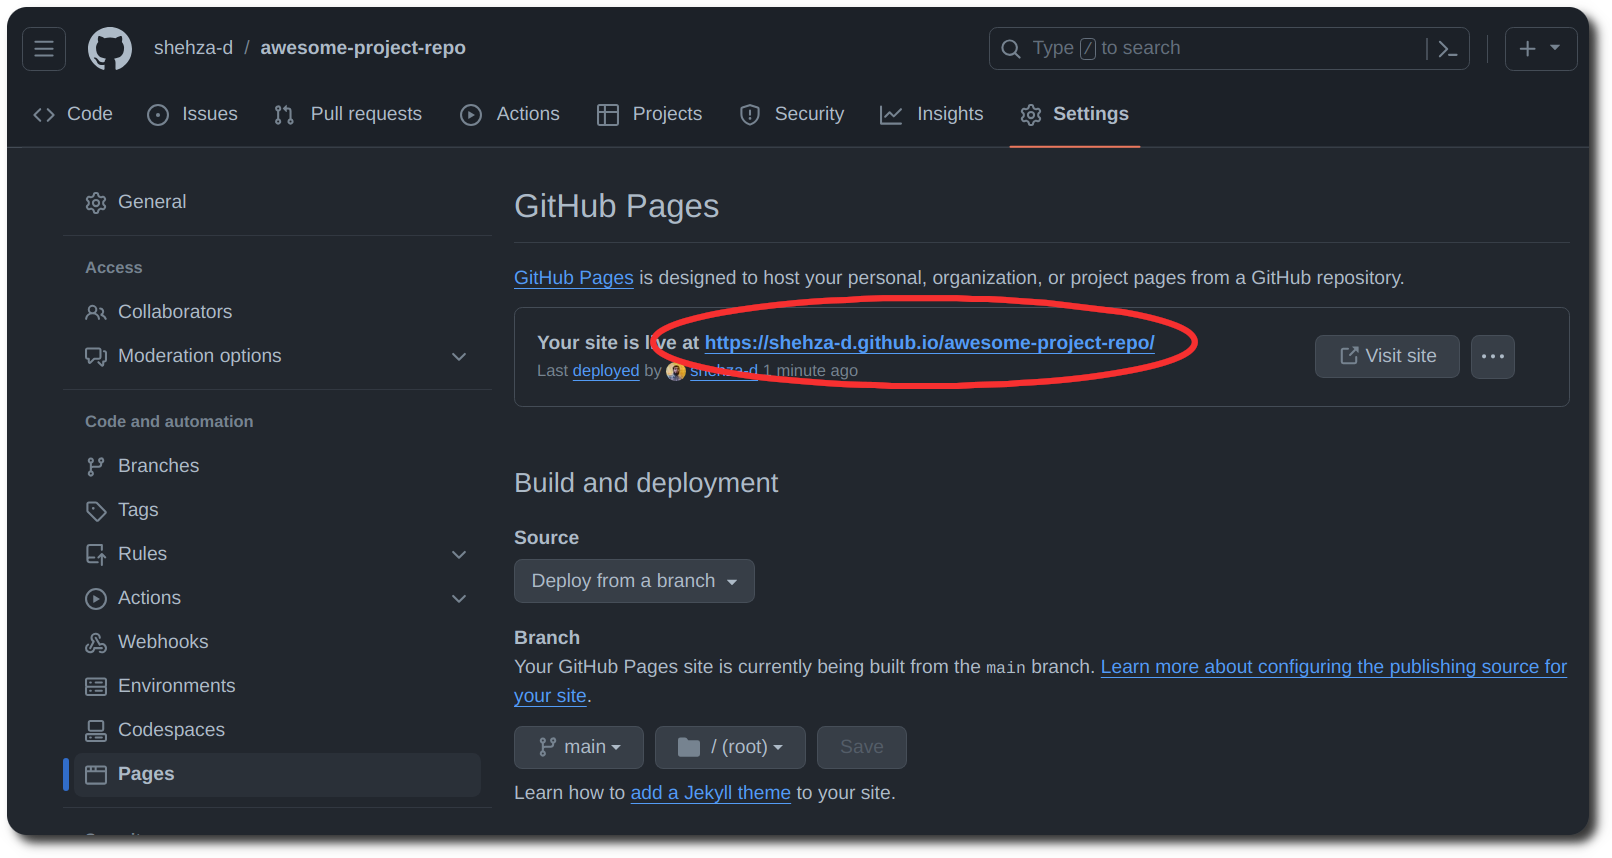 shehza-d / awesome-project-repo
Type / to search
Code Issues Pull requests Actions Projects Security Insights Settings
General
Access
Collaborators
Moderation options
Code and automation
Branches
Tags
Rules
Actions
Webhooks
Environments
Codespaces
Pages
GitHub Pages
GitHub Pages is designed to host your personal, organization, or project pages from a GitHub repository.
Your site is live at https://shehza-d.github.io/awesome-project-repo/
Last deployed by shehza-d 1 minute ago
Visit site
Build and deployment
Source
Deploy from a branch
Branch
Your GitHub Pages site is currently being built from the main branch. Learn more about configuring the publishing source for
your site.
main / (root) Save
Learn how to add a Jekyll theme to your site.